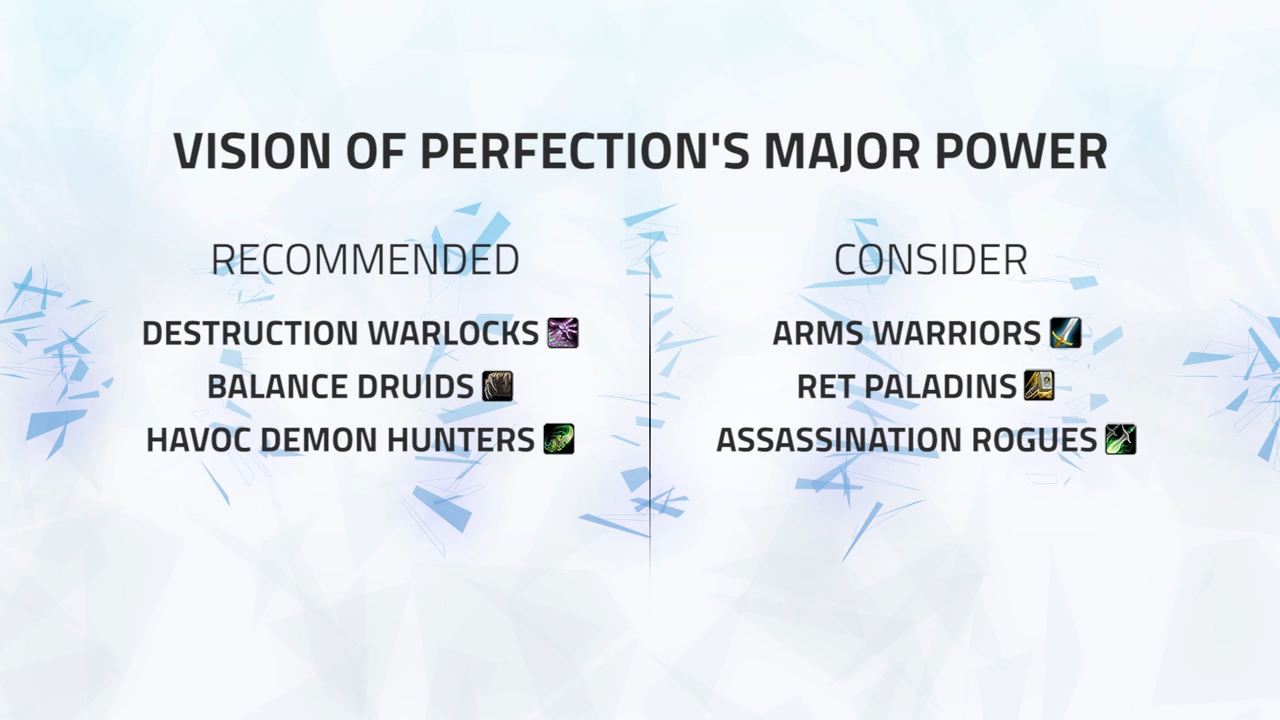 VISION OF PERFECTION'S MAJOR POWER
RECOMMENDED
DESTRUCTION WARLOCKS
BALANCE DRUIDS
HAVOC DEMON HUNTERS
CONSIDER
ARMS WARRIORS
RET PALADINS
ASSASSINATION ROGUES